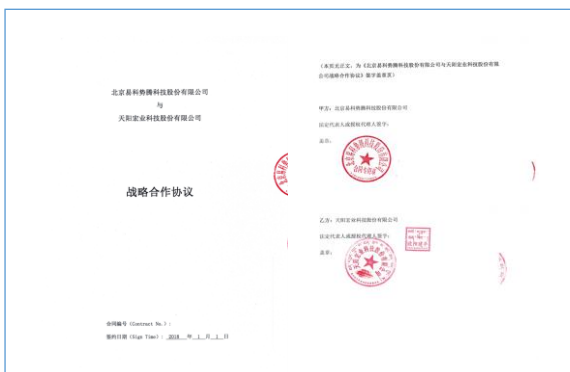 北京易科势腾科技股份有限公司
与
天阳宏业科技股份有限公司
战略合作协议
合同编号（Contract No.）：
签约日期（Sign Time）：2018 年 1 月 1 日
（本页无正文，为《北京易科势腾科技股份有限公司与天阳宏业科技股份有限
公司战略合作协议》签字盖章页）
甲方：北京易科势腾科技股份有限公司
法定代表人或授权代理人签字：
盖章：
合同专用章
乙方：天阳宏业科技股份有限公司
法定代表人或授权代理人签字：
盖章：